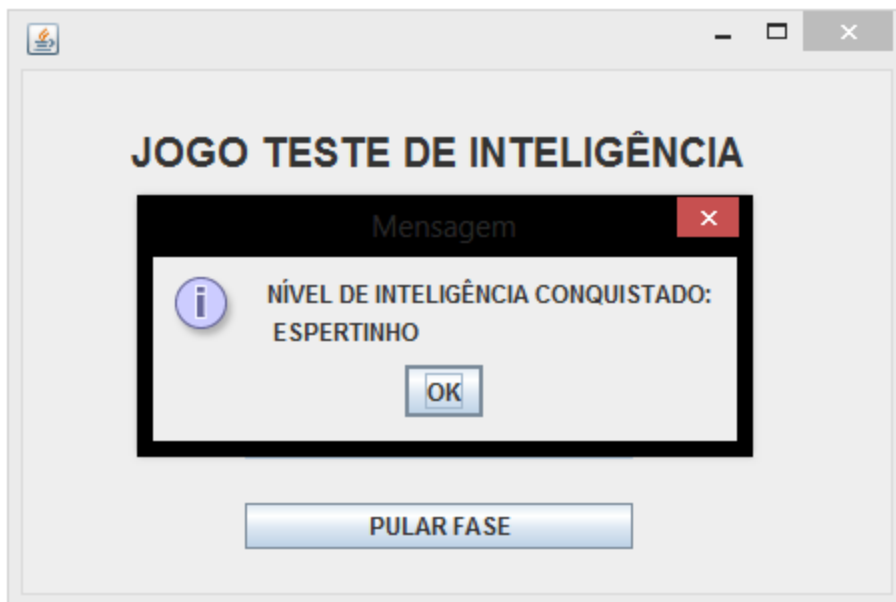 JOGO TESTE DE INTELIGÊNCIA
Mensagem
NÍVEL DE INTELIGÊNCIA CONQUISTADO:
ESPERTINHO
OK
PULAR FASE